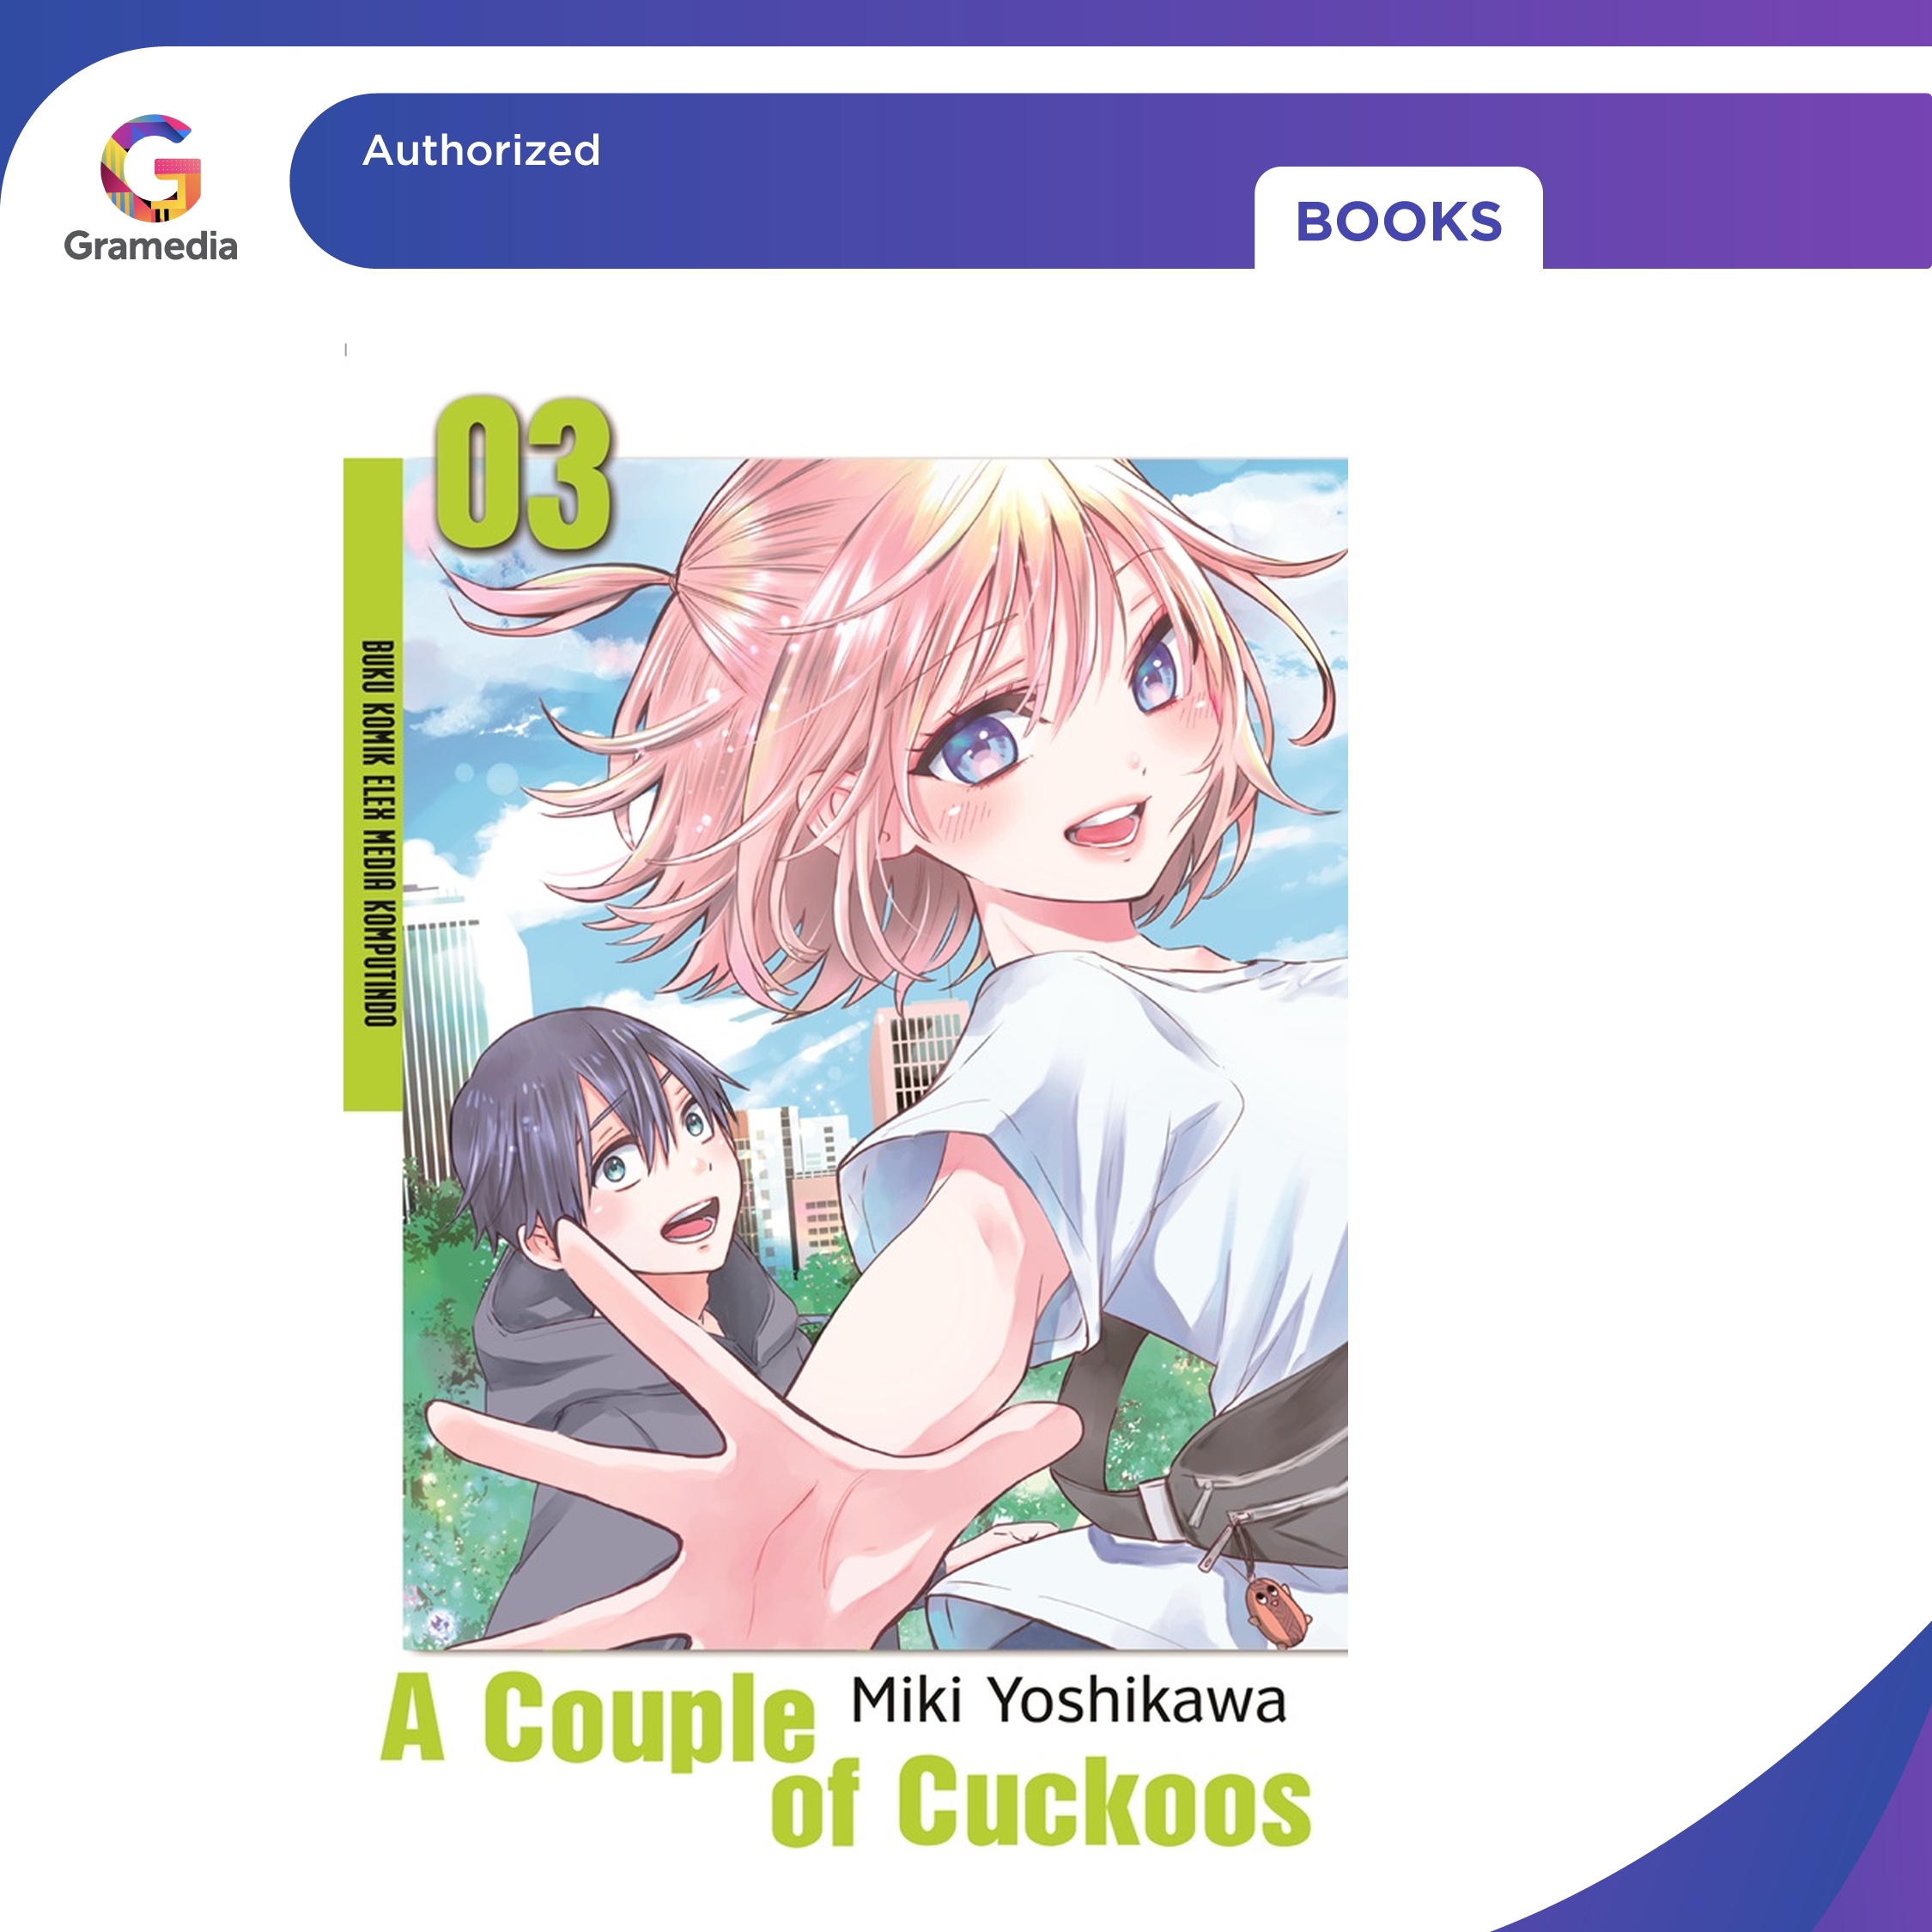 Authorized
Gramedia
BOOKS
03
BUKU KOMIK ELEX MEDIA KOMPUTINDO
A Couple
Miki Yoshikawa
of Cuckoos